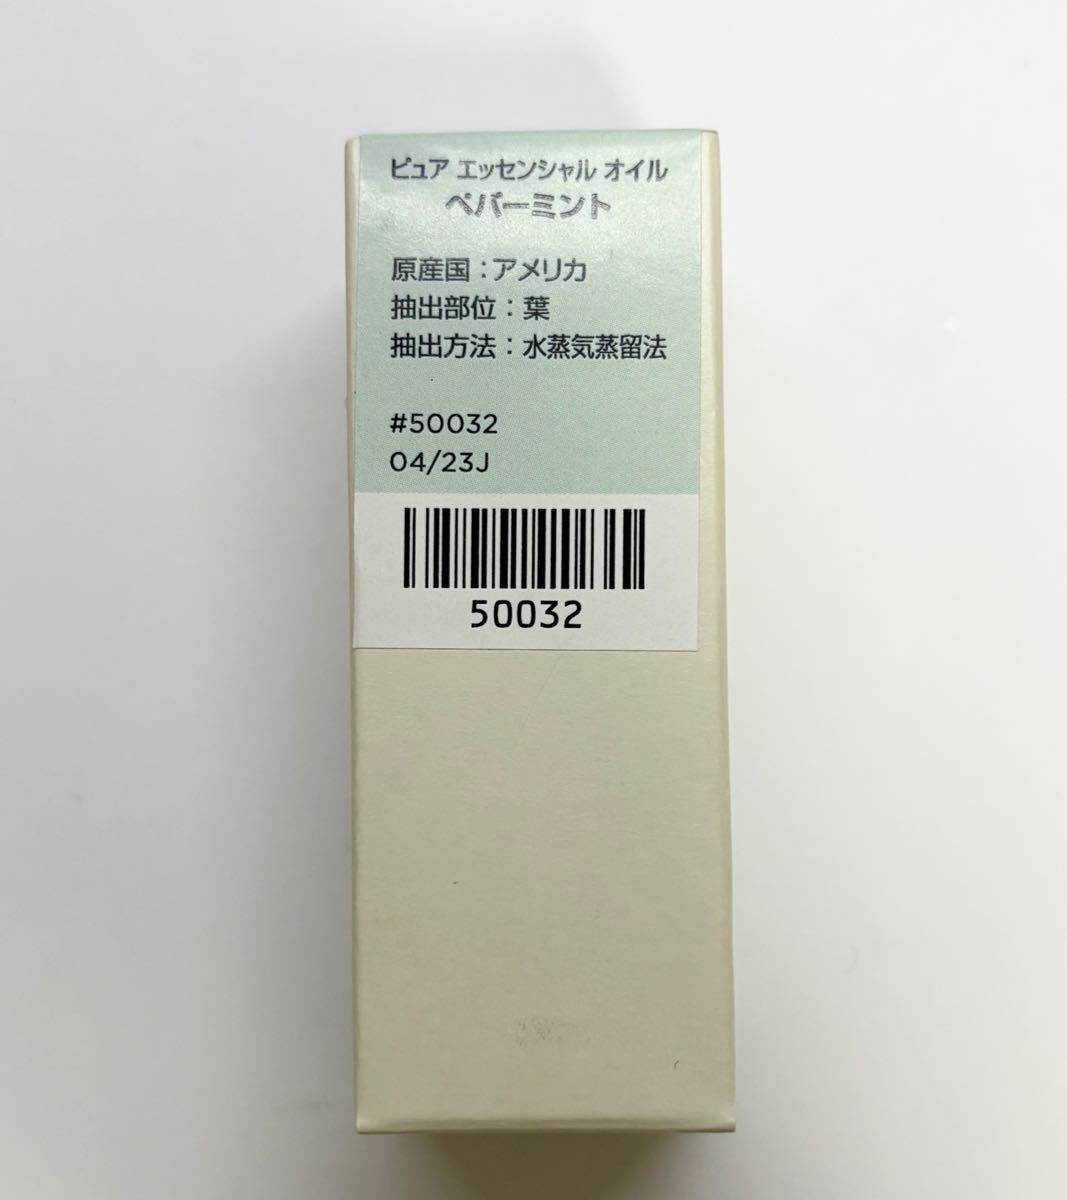 ピュア エッセンシャル オイル
ペパーミント
原産国：アメリカ
抽出部位：葉
抽出方法：水蒸気蒸留法
#50032
04/23J
50032